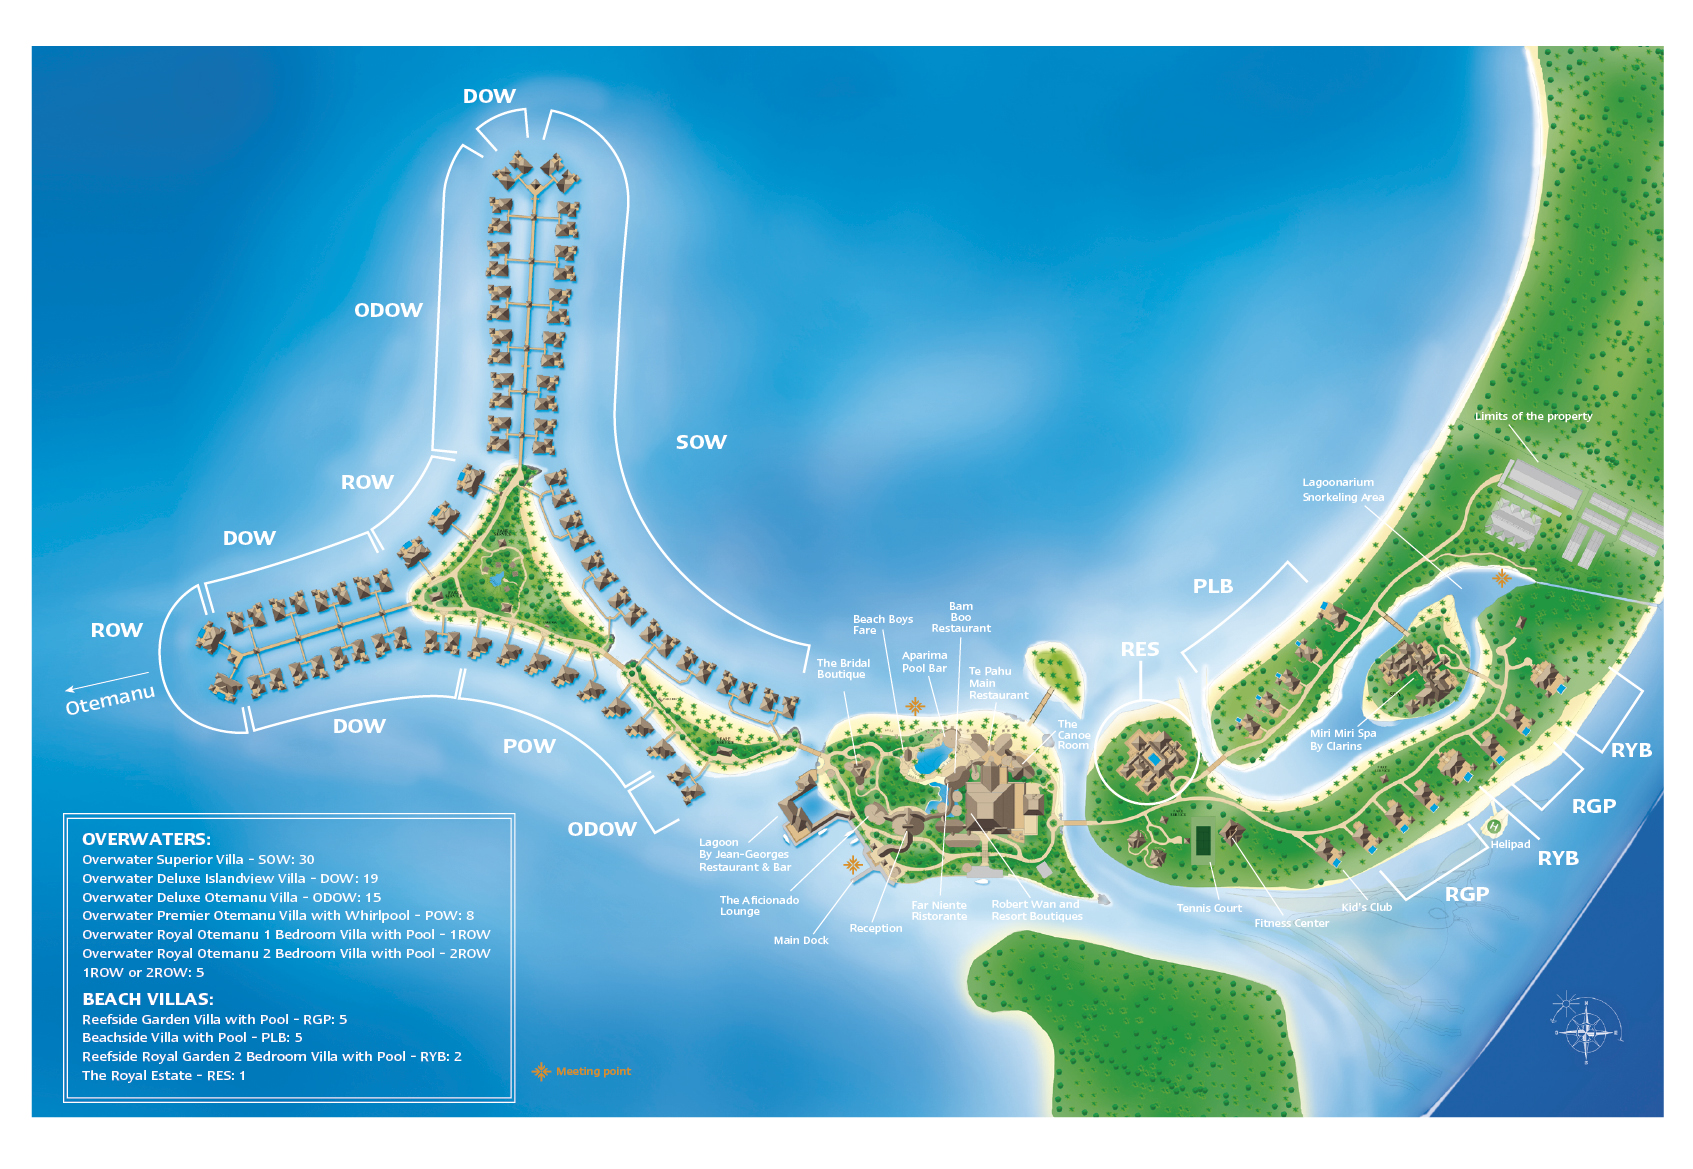 DOW
ODOW
SOW
ROW
DOW
ROW
Otemanu
DOW
POW
ODOW
Limits of the property
Lagoonarium
Snorkeling Area
PLB
RES
Beach Boys
Fare
Bam
Boo
Restaurant
Aparima
Pool Bar
The Bridal
Boutique
Te Pahu
Main
Restaurant
The
Canoe
Room
Miri Miri Spa
By Clarins
RYB
RGP
Helipad
RYB
RGP
Lagoon
By Jean-Georges
Restaurant & Bar
The Aficionado
Lounge
Main Dock
Reception
Far Niente
Ristorante
Robert Wan and
Resort Boutiques
Tennis Court
Fitness Center
Kid's Club
OVERWATERS:
Overwater Superior Villa - SOW: 30
Overwater Deluxe Islandview Villa - DOW: 19
Overwater Deluxe Otemanu Villa - ODOW: 15
Overwater Premier Otemanu Villa with Whirlpool - POW: 8
Overwater Royal Otemanu 1 Bedroom Villa with Pool - 1ROW
Overwater Royal Otemanu 2 Bedroom Villa with Pool - 2ROW
1ROW or 2ROW: 5
BEACH VILLAS:
Reefside Garden Villa with Pool - RGP: 5
Beachside Villa with Pool - PLB: 5
Reefside Royal Garden 2 Bedroom Villa with Pool - RYB: 2
The Royal Estate - RES: 1
Meeting point
H